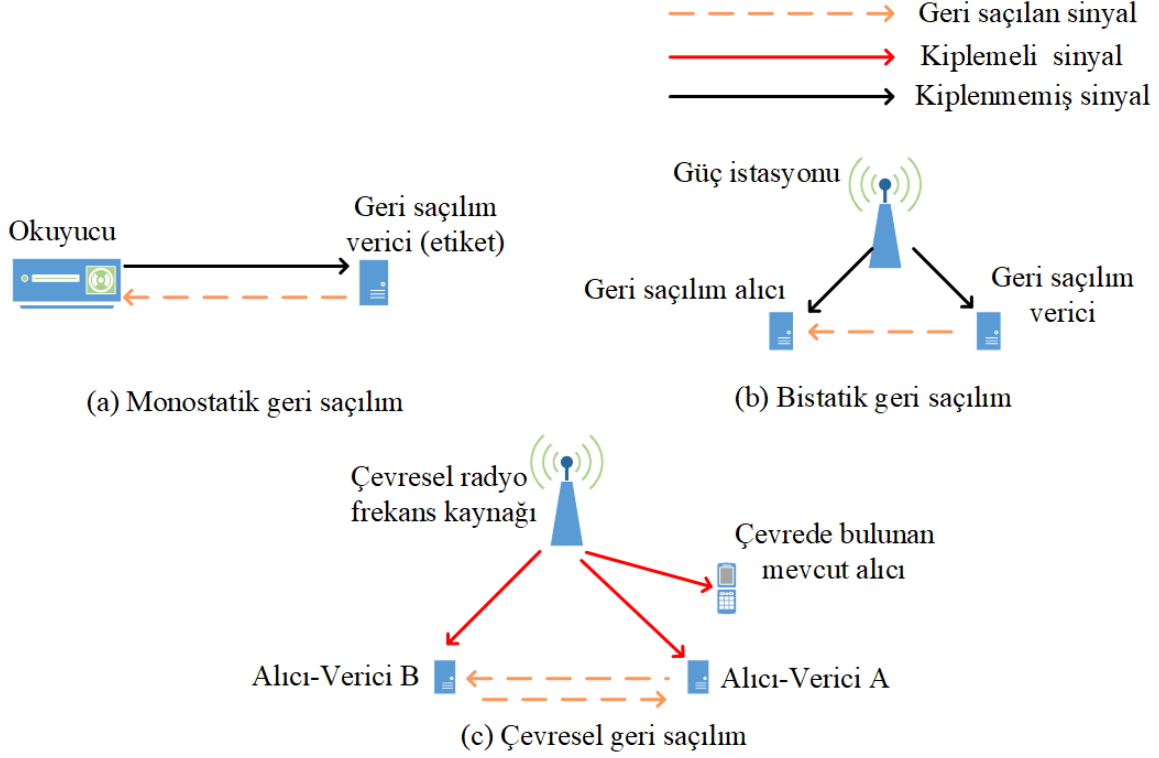 Geri saçılan sinyal
Kiplemeli sinyal
Kiplenmemiş sinyal
Okuyucu
Geri saçılım
verici (etiket)
(a) Monostatik geri saçılım
Güç istasyonu
Geri saçılım alıcı
Geri saçılım
verici
(b) Bistatik geri saçılım
Çevresel radyo
frekans kaynağı
Çevrede bulunan
mevcut alıcı
Alıcı-Verici B
Alıcı-Verici A
(c) Çevresel geri saçılım